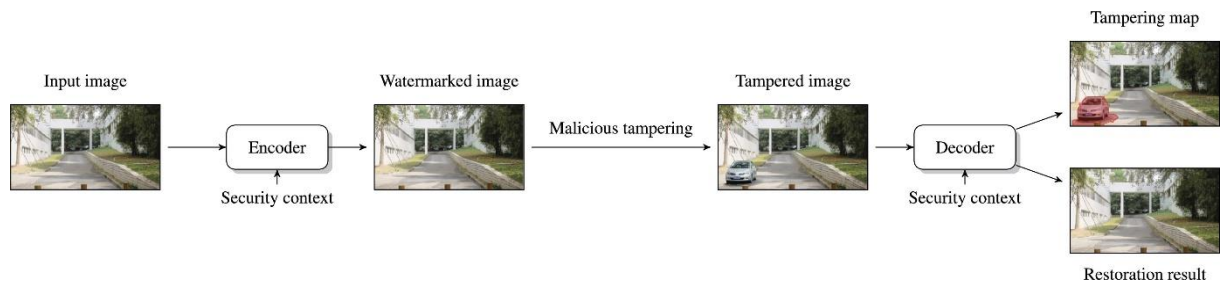 Tampering map
Input image
Watermarked image
Tampered image
Malicious tampering
Encoder
Decoder
Security context
Security context
Restoration result